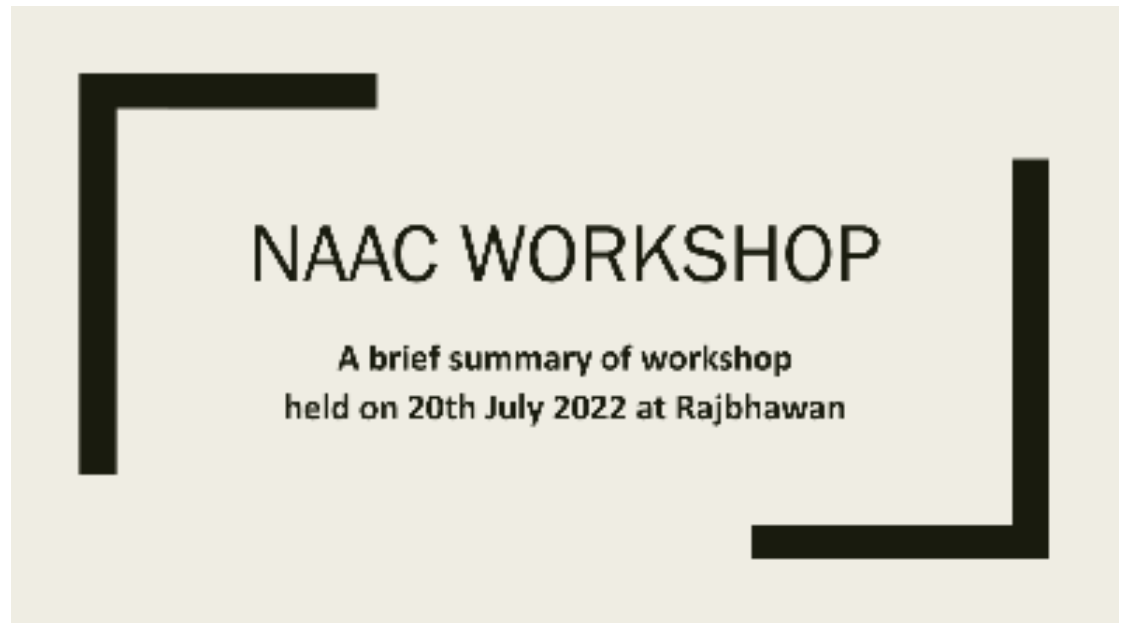 NAAC WORKSHOP
A brief summary of workshop
held on 20th July 2022 at Rajbhawan